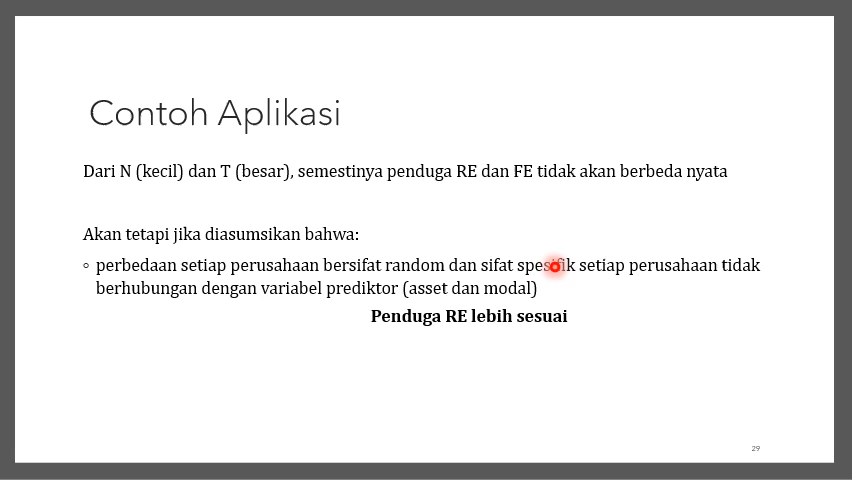 Contoh Aplikasi
Dari N (kecil) dan T (besar), semestinya penduga RE dan FE tidak akan berbeda nyata
Akan tetapi jika diasumsikan bahwa:
◦ perbedaan setiap perusahaan bersifat random dan sifat spesifik setiap perusahaan tidak
berhubungan dengan variabel prediktor (asset dan modal)
Penduga RE lebih sesuai
29